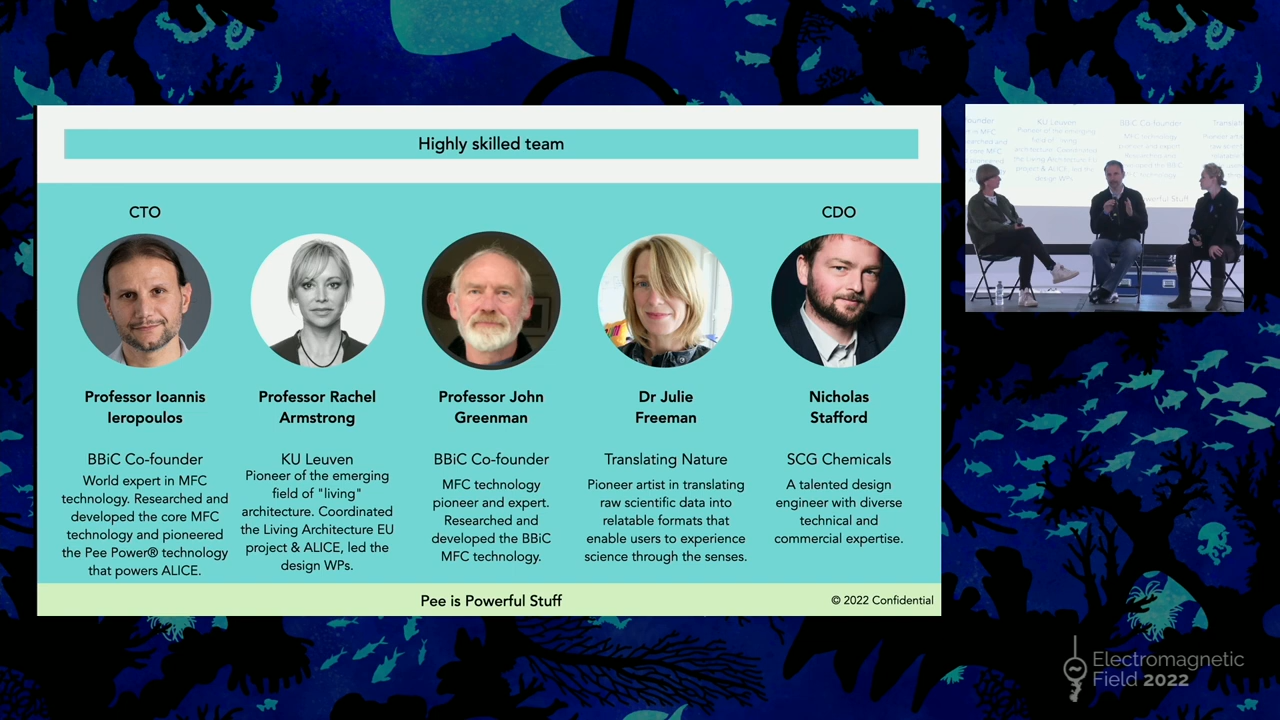 Highly skilled team
CTO
CDO
Professor Ioannis
Ieropoulos
Professor Rachel
Armstrong
Professor John
Greenman
Dr Julie
Freeman
Nicholas
Stafford
BBiC Co-founder
World expert in MFC
technology. Researched and
developed the core MFC
technology and pioneered
the Pee Power® technology
that powers ALICE.
KU Leuven
Pioneer of the emerging
field of "living"
architecture. Coordinated
the Living Architecture EU
project & ALICE, led the
design WPs.
BBiC Co-founder
MFC technology
pioneer and expert.
Researched and
developed the BBiC
MFC technology.
Translating Nature
Pioneer artist in translating
raw scientific data into
relatable formats that
enable users to experience
science through the senses.
SCG Chemicals
A talented design
engineer with diverse
technical and
commercial expertise.
Pee is Powerful Stuff
© 2022 Confidential
KU Leuven
BBiC Co-founder
Electromagnetic
Field 2022